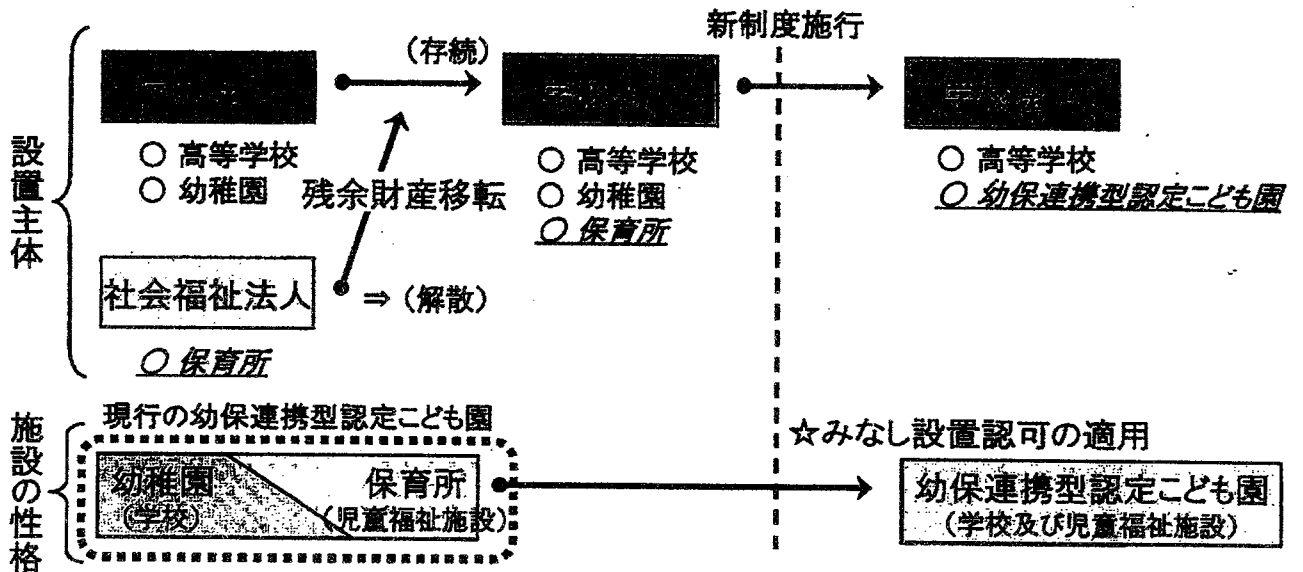 新制度施行
(存続)
設置主体
○ 高等学校
○ 幼稚園
残余財産移転
○ 高等学校
○ 幼稚園
○ 保育所
○ 高等学校
○ 幼保連携型認定こども園
社会福祉法人
⇒ (解散)
○ 保育所
施設の性格
現行の幼保連携型認定こども園
幼稚園
(学校)
保育所
(児童福祉施設)
☆みなし設置認可の適用
幼保連携型認定こども園
(学校及び児童福祉施設)